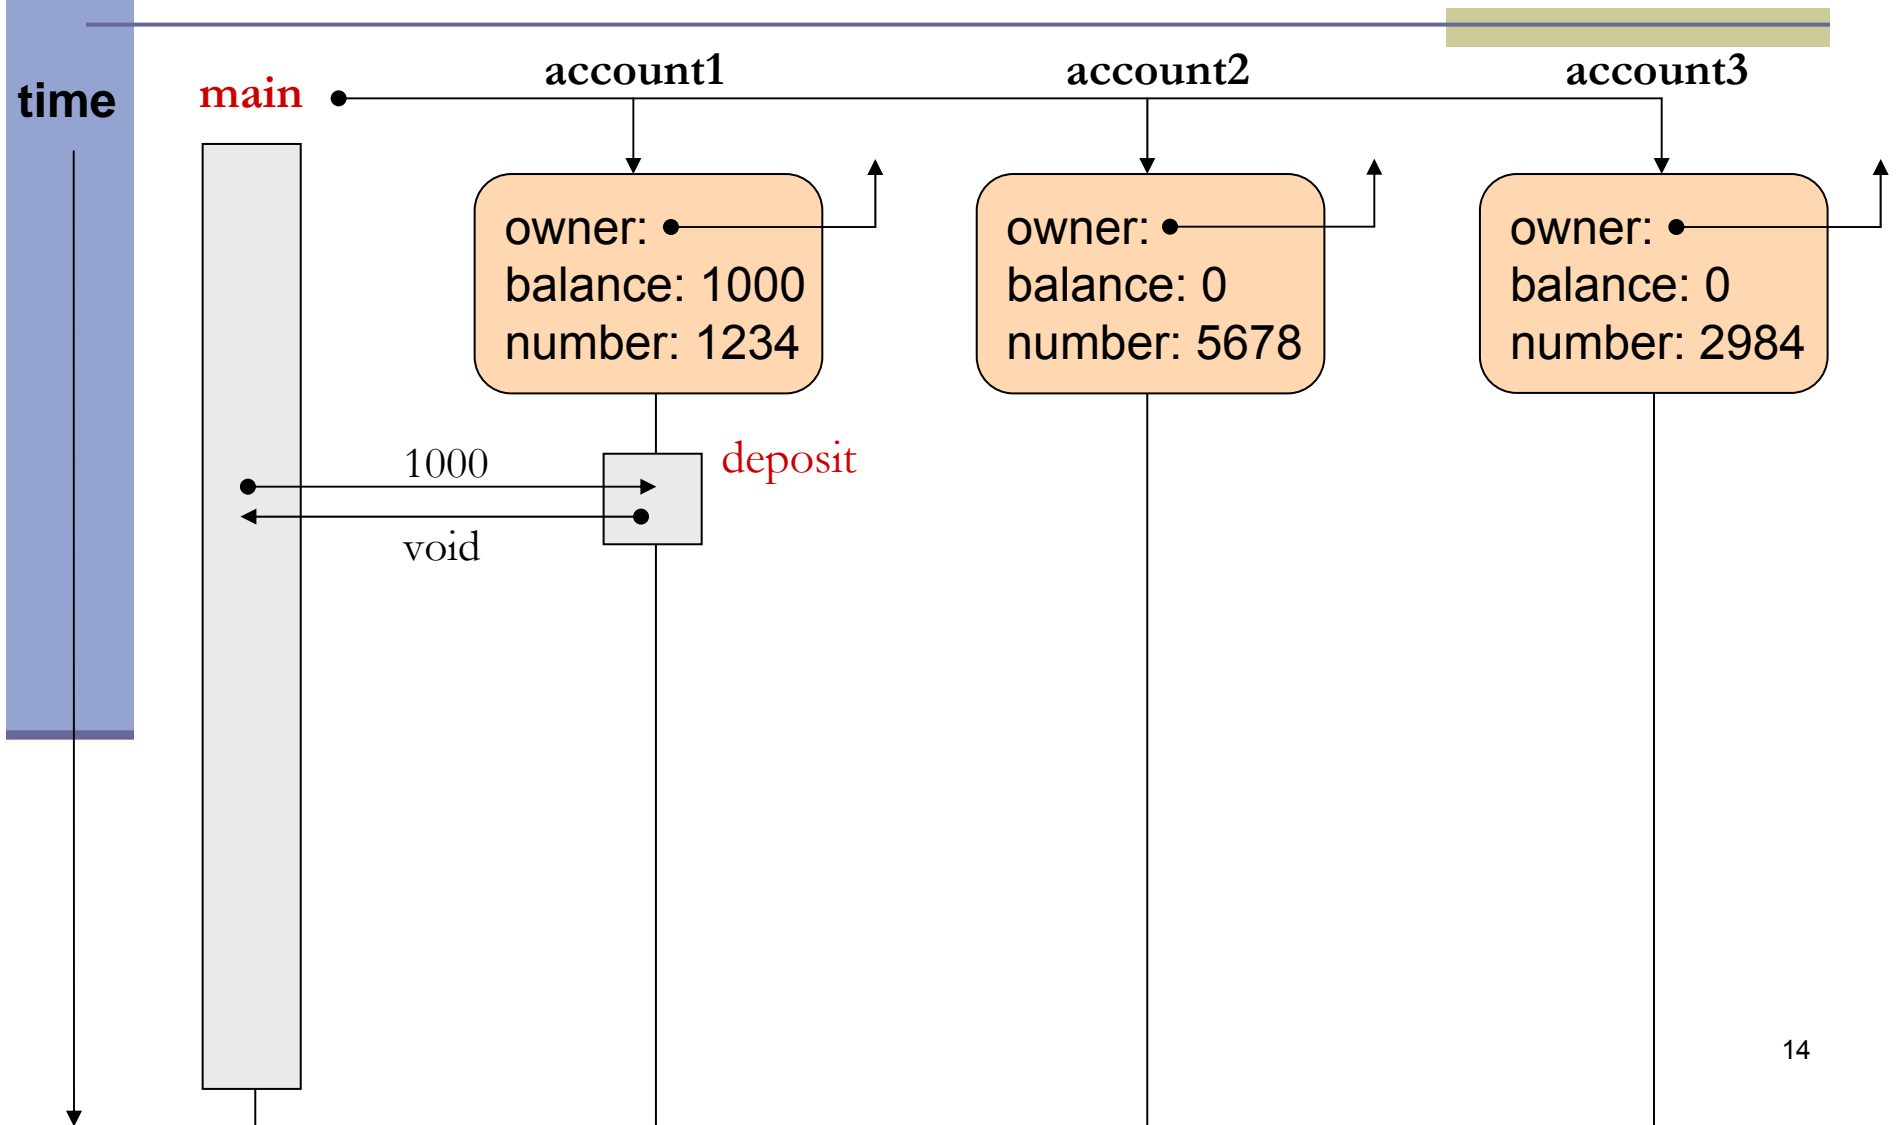 time
main
account1
account2
account3
owner:
balance: 1000
number: 1234
owner:
balance: 0
number: 5678
owner:
balance: 0
number: 2984
1000
deposit
void
14